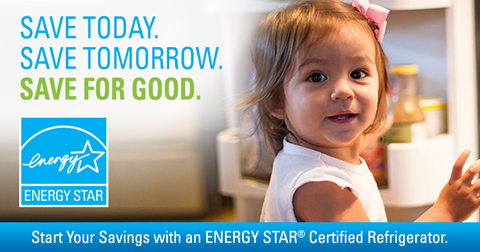 SAVE TODAY.
SAVE TOMORROW.
SAVE FOR GOOD.
energy
ENERGY STAR
Start Your Savings with an ENERGY STAR® Certified Refrigerator.